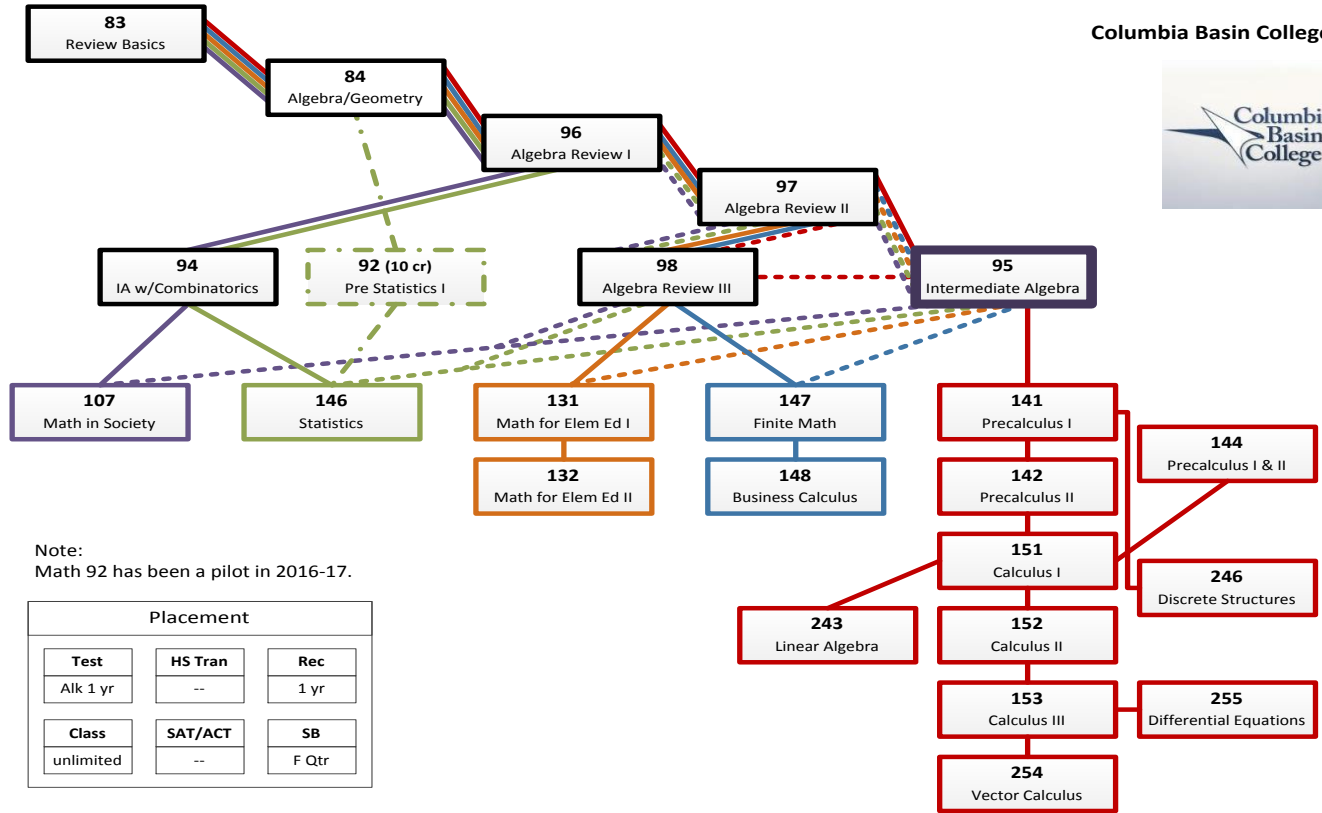 83
Review Basics
Columbia Basin College
84
Algebra/Geometry
Columbi
Basin
College
96
Algebra Review I
97
Algebra Review II
94
IA w/Combinatorics
92 (10 cr)
Pre Statistics I
98
Algebra Review III
95
Intermediate Algebra
107
Math in Society
146
Statistics
131
Math for Elem Ed I
147
Finite Math
141
Precalculus I
144
Precalculus I & II
132
Math for Elem Ed II
148
Business Calculus
142
Precalculus II
151
Calculus I
246
Discrete Structures
243
Linear Algebra
152
Calculus II
153
Calculus III
255
Differential Equations
254
Vector Calculus
Note:
Math 92 has been a pilot in 2016-17.
Placement
Test
HS Tran
Rec
Alk 1 yr
--
1 yr
Class
SAT/ACT
SB
unlimited
--
F Qtr